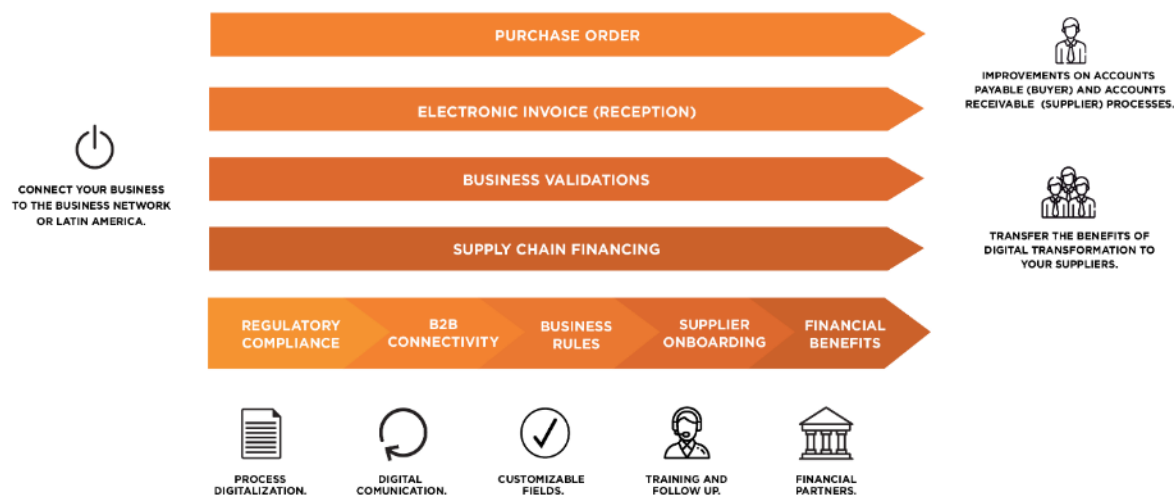 PURCHASE ORDER
ELECTRONIC INVOICE (RECEPTION)
BUSINESS VALIDATIONS
SUPPLY CHAIN FINANCING
CONNECT YOUR BUSINESS
TO THE BUSINESS NETWORK
OR LATIN AMERICA.
IMPROVEMENTS ON ACCOUNTS
PAYABLE (BUYER) AND ACCOUNTS
RECEIVABLE (SUPPLIER) PROCESSES.
TRANSFER THE BENEFITS OF
DIGITAL TRANSFORMATION TO
YOUR SUPPLIERS.
REGULATORY
COMPLIANCE
B2B
CONNECTIVITY
BUSINESS
RULES
SUPPLIER
ONBOARDING
FINANCIAL
BENEFITS
PROCESS
DIGITALIZATION.
DIGITAL
COMUNICATION.
CUSTOMIZABLE
FIELDS.
TRAINING AND
FOLLOW UP.
FINANCIAL
PARTNERS.